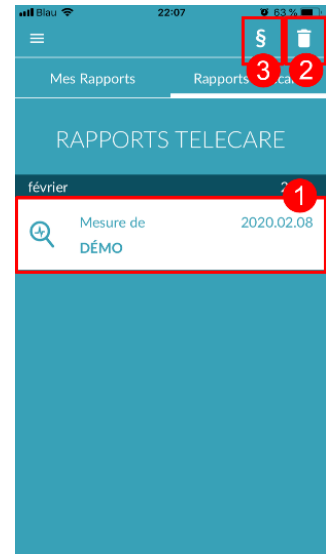 Blau 22:07 63 %
§ 3 2
Mes Rapports Rapports
RAPPORTS TELECARE
février 1
Mesure de 2020.02.08
DÉMO